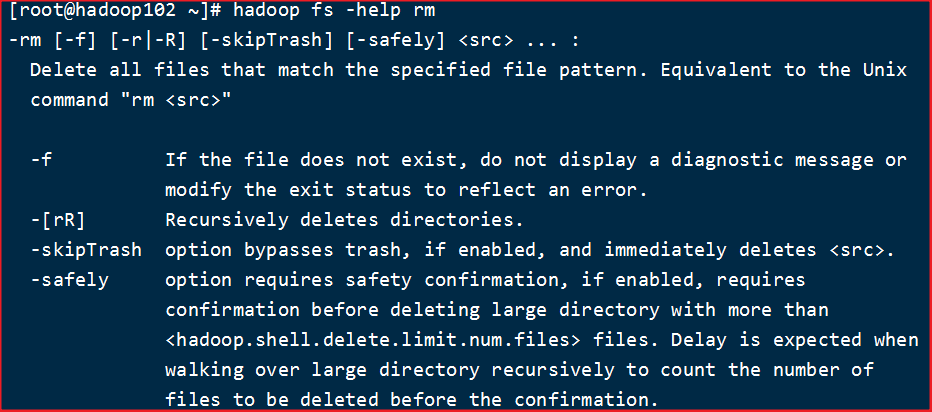 [root@hadoop102 ~]# hadoop fs -help rm
-rm [-f] [-r|-R] [-skipTrash] [-safely] <src> ... :
  Delete all files that match the specified file pattern. Equivalent to the Unix
  command "rm <src>"

  -f          If the file does not exist, do not display a diagnostic message or
              modify the exit status to reflect an error.
  -[rR]       Recursively deletes directories.
  -skipTrash  option bypasses trash, if enabled, and immediately deletes <src>.
  -safely     option requires safety confirmation, if enabled, requires
              confirmation before deleting large directory with more than
              <hadoop.shell.delete.limit.num.files> files. Delay is expected when
              walking over large directory recursively to count the number of
              files to be deleted before the confirmation.